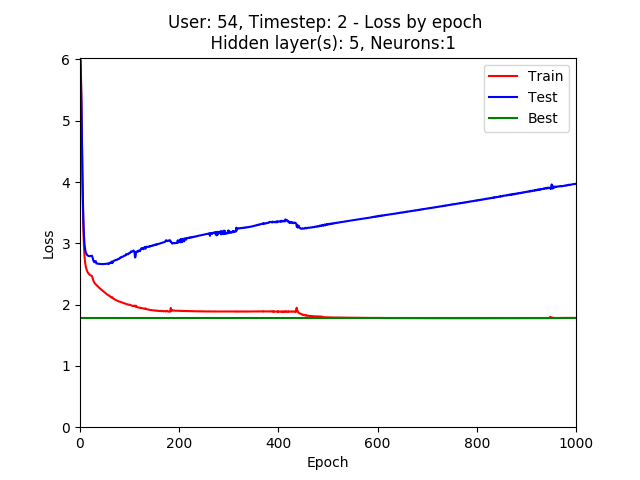 User: 54, Timestep: 2 - Loss by epoch
Hidden layer(s): 5, Neurons:1
Train
Test
Best
6
5
4
3
2
1
0
Loss
0 200 400 600 800 1000
Epoch